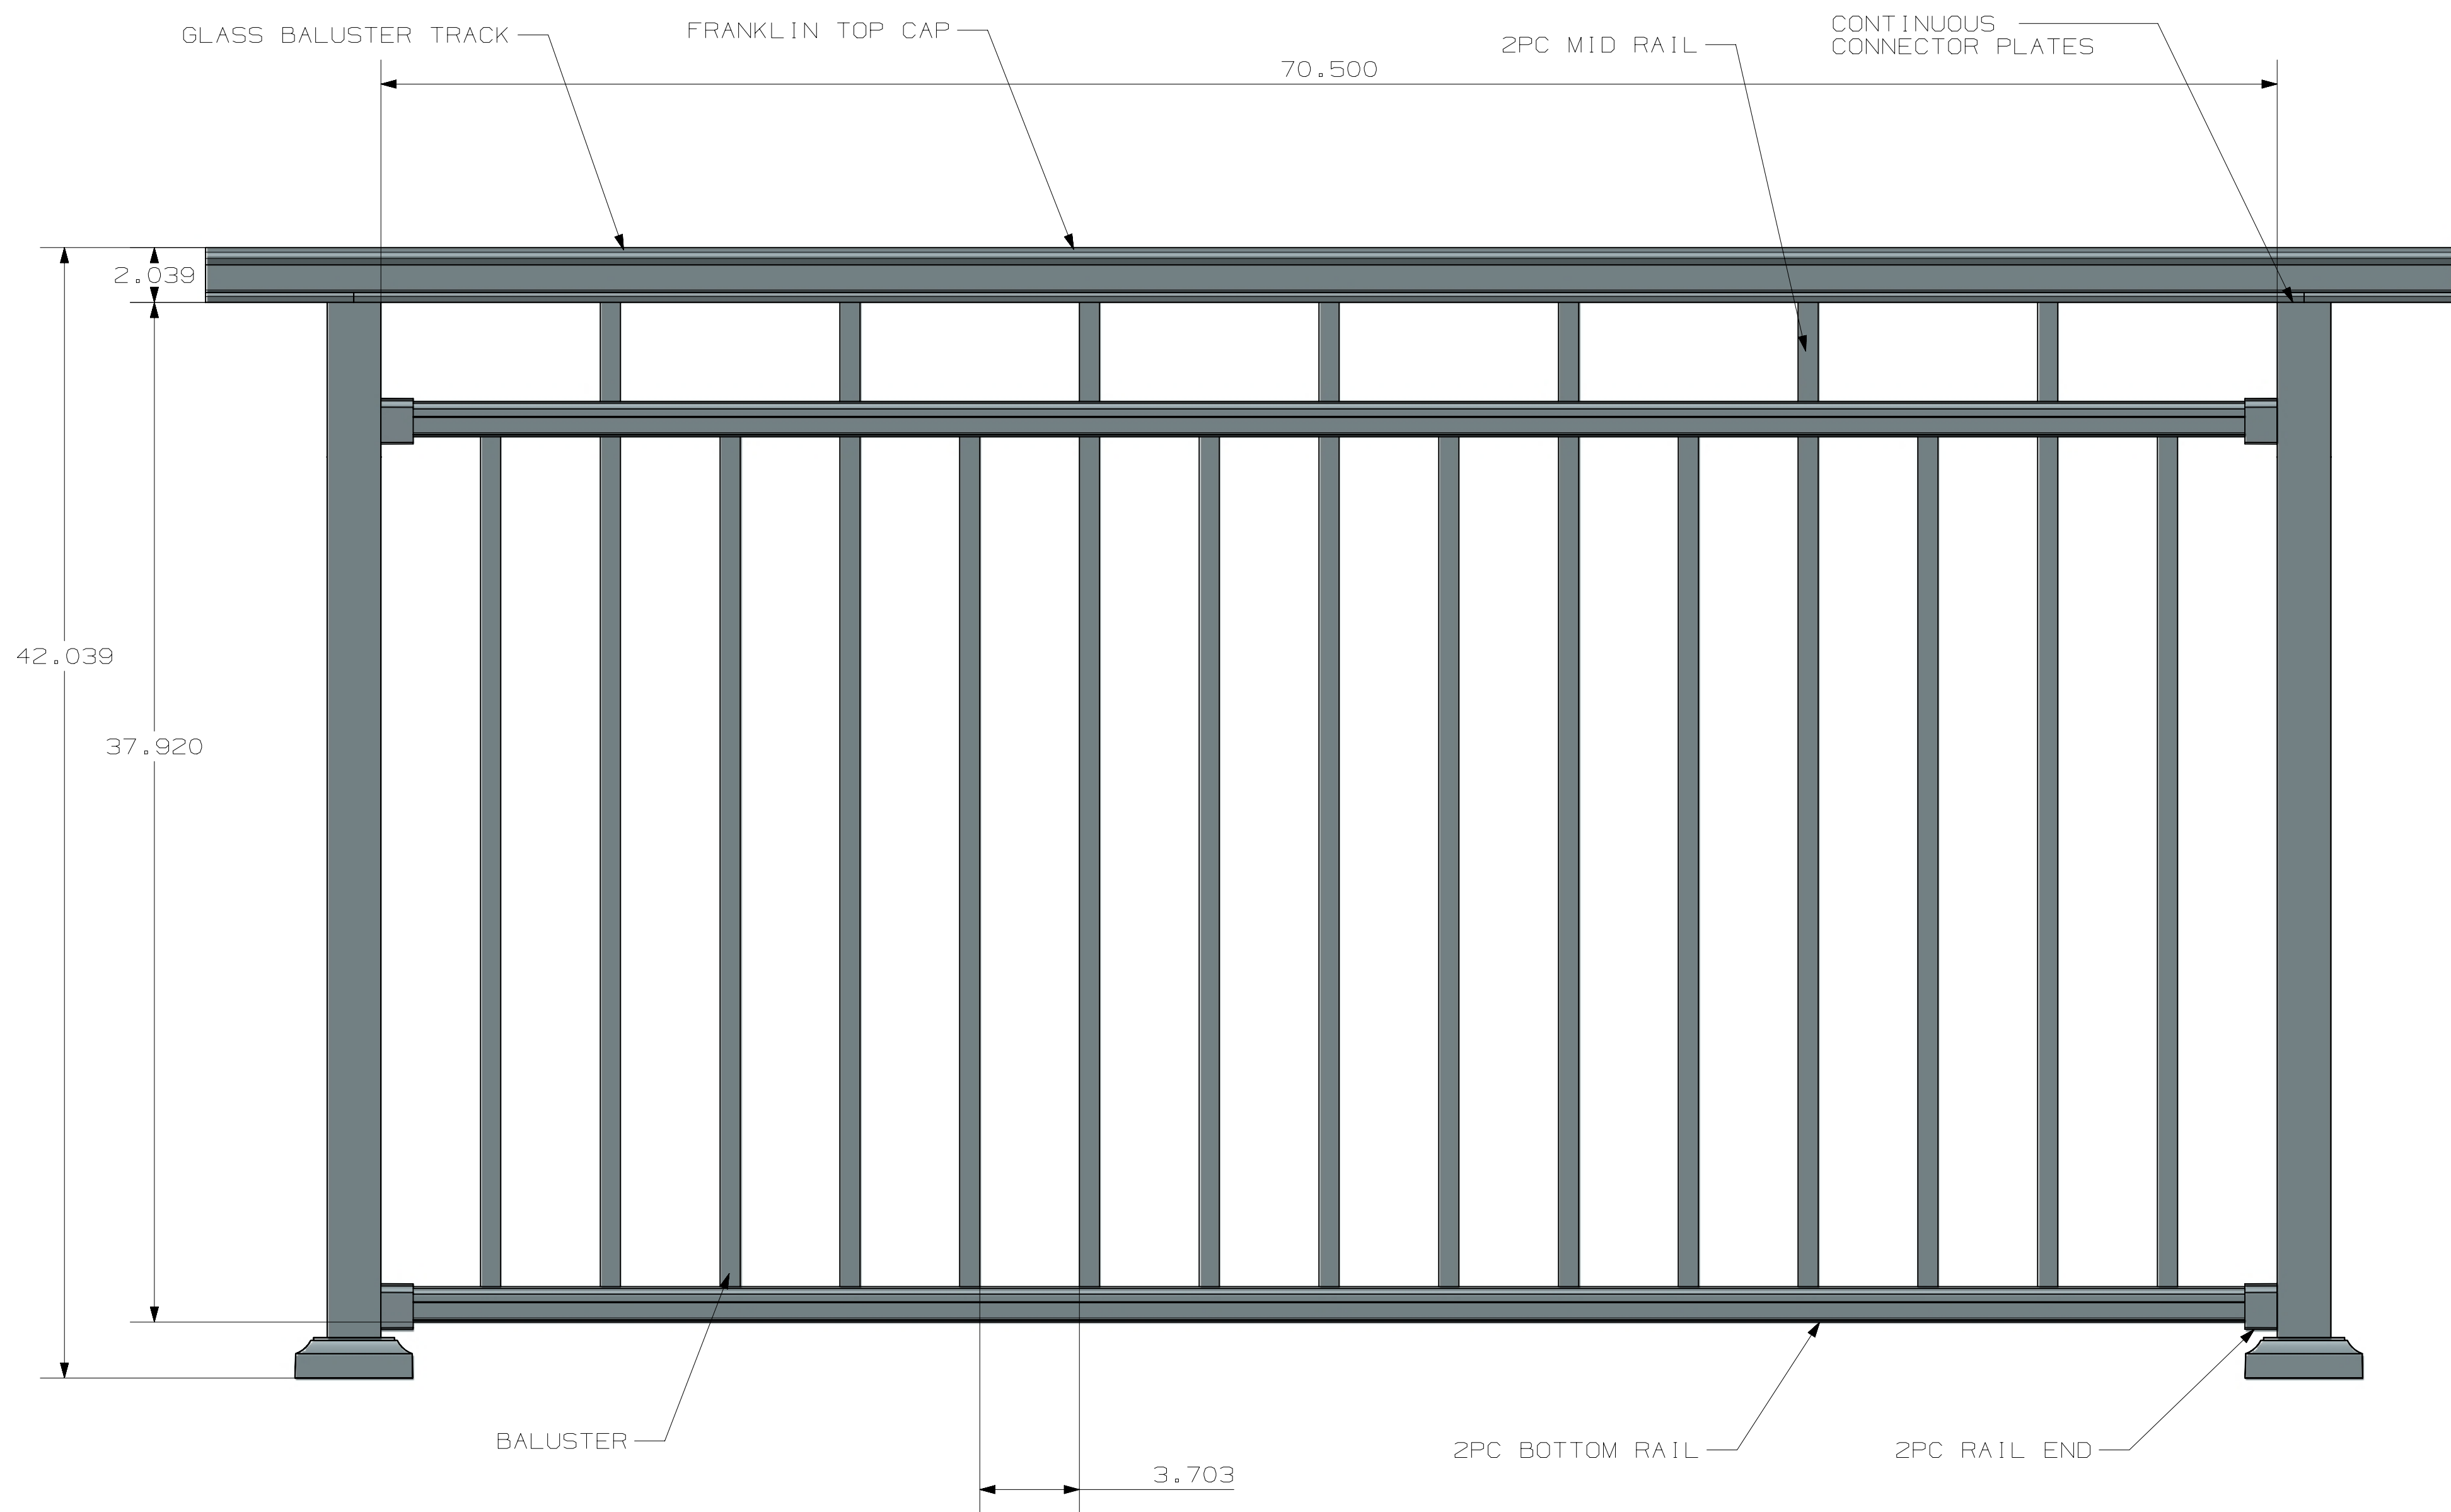 GLASS BALUSTER TRACK
FRANKLIN TOP CAP
2PC MID RAIL
CONTINUOUS
CONNECTOR PLATES
70.500
2.039
42.039
37.920
BALUSTER
2PC BOTTOM RAIL
2PC RAIL END
3.703